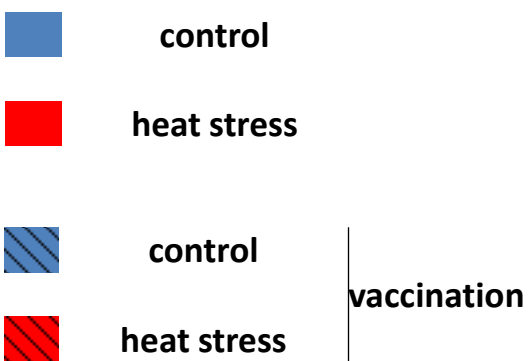 control
heat stress
control
vaccination
heat stress